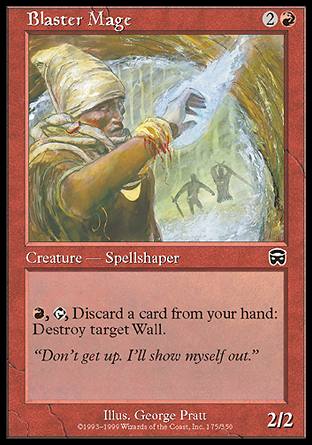 Blaster Mage 2
Creature — Spellshaper
, , Discard a card from your hand:
Destroy target Wall.
“Don’t get up. I’ll show myself out.”
2/2
Illus. George Pratt
©1993–1999 Wizards of the Coast, Inc. 175/350